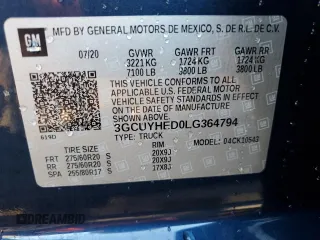 GM
MFD BY GENERAL MOTORS DE MEXICO, S. DE R.L. DE C.V.
07/20 GVWR GAWR FRT GAWR RR
3221 KG 1724 KG 1724 KG
7100 LB 3800 LB 3800 LB
THIS VEHICLE CONFORMS TO ALL APPLICABLE U.S. FEDERAL MOTOR
VEHICLE SAFETY AND
STANDARDS IN EFFECT ON THE DATE OF
MANUFACTURE SHOWN ABOVE.
3GCUYHED0LG364794
TYPE: TRUCK
MODEL: 04CK10543
TIRE SIZE RIM
FRT 275/60R20 S 20X9J
RR 275/60R20 S 20X9J
SPA 255/80R17 S 17X8J